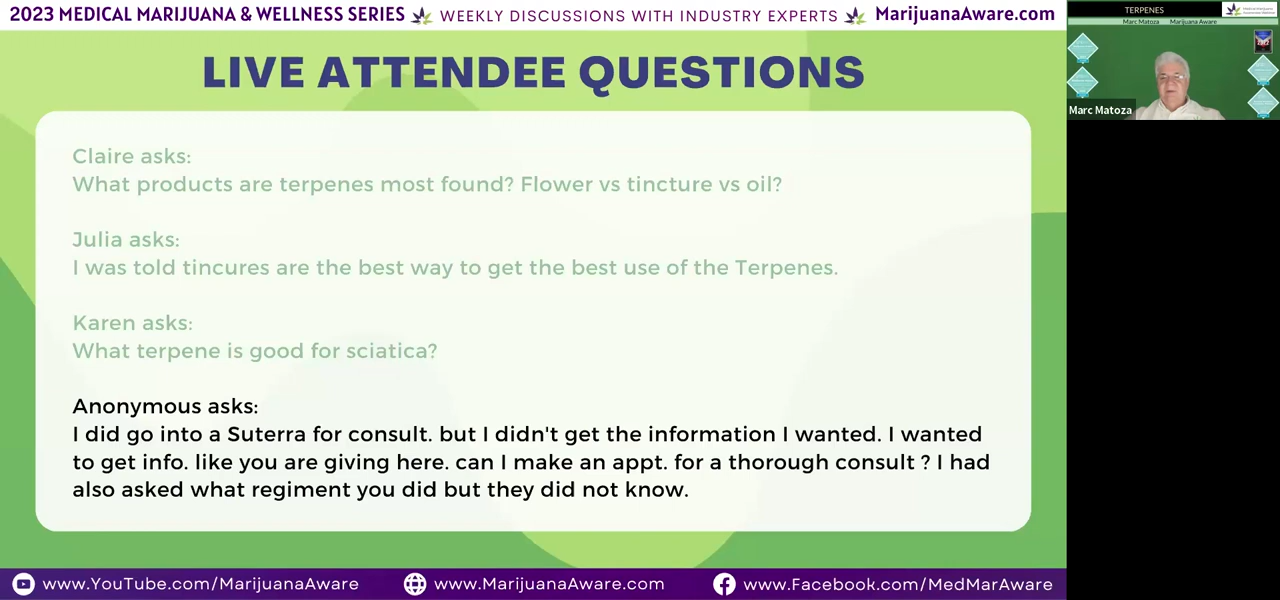 2023 MEDICAL MARIJUANA & WELLNESS SERIES WEEKLY DISCUSSIONS WITH INDUSTRY EXPERTS MarijuanaAware.com
TERPENES
Marc Matoza Marijuana Aware
LIVE ATTENDEE QUESTIONS
Marc Matoza
Claire asks:
What products are terpenes most found? Flower vs tincture vs oil?
Julia asks:
I was told tincures are the best way to get the best use of the Terpenes.
Karen asks:
What terpene is good for sciatica?
Anonymous asks:
I did go into a Suterra for consult. but I didn't get the information I wanted. I wanted
to get info. like you are giving here. can I make an appt. for a thorough consult ? I had
also asked what regiment you did but they did not know.
www.YouTube.com/MarijuanaAware www.MarijuanaAware.com www.Facebook.com/MedMarAware